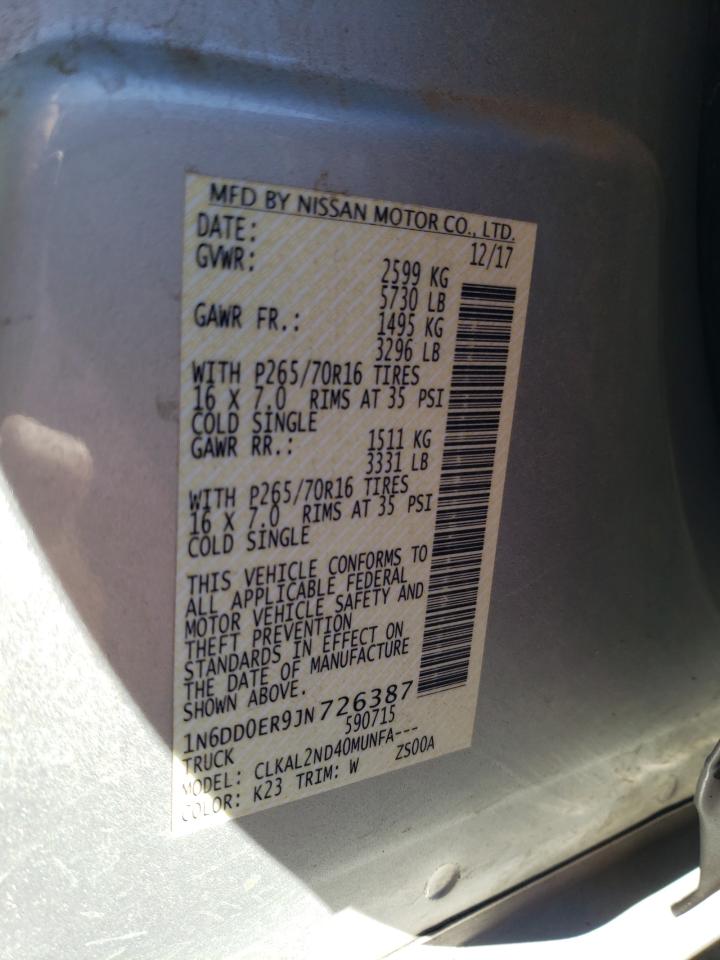 MFD BY NISSAN MOTOR CO., LTD.
DATE: 12/17
GVWR: 2599 KG
5730 LB
GAWR FR.: 1495 KG
3296 LB
WITH P265/70R16 TIRES
16 X 7.0 RIMS AT 35 PSI
COLD SINGLE
GAWR RR.: 1511 KG
3331 LB
WITH P265/70R16 TIRES
16 X 7.0 RIMS AT 35 PSI
COLD SINGLE
THIS VEHICLE CONFORMS TO
ALL APPLICABLE FEDERAL
MOTOR VEHICLE SAFETY AND
THEFT PREVENTION
STANDARDS IN EFFECT ON
THE DATE OF MANUFACTURE
SHOWN ABOVE.
1N6DD0ER9JN726387
TRUCK 590715
MODEL: CLKAL2ND40MUNFA---
COLOR: K23 TRIM: W ZS00A